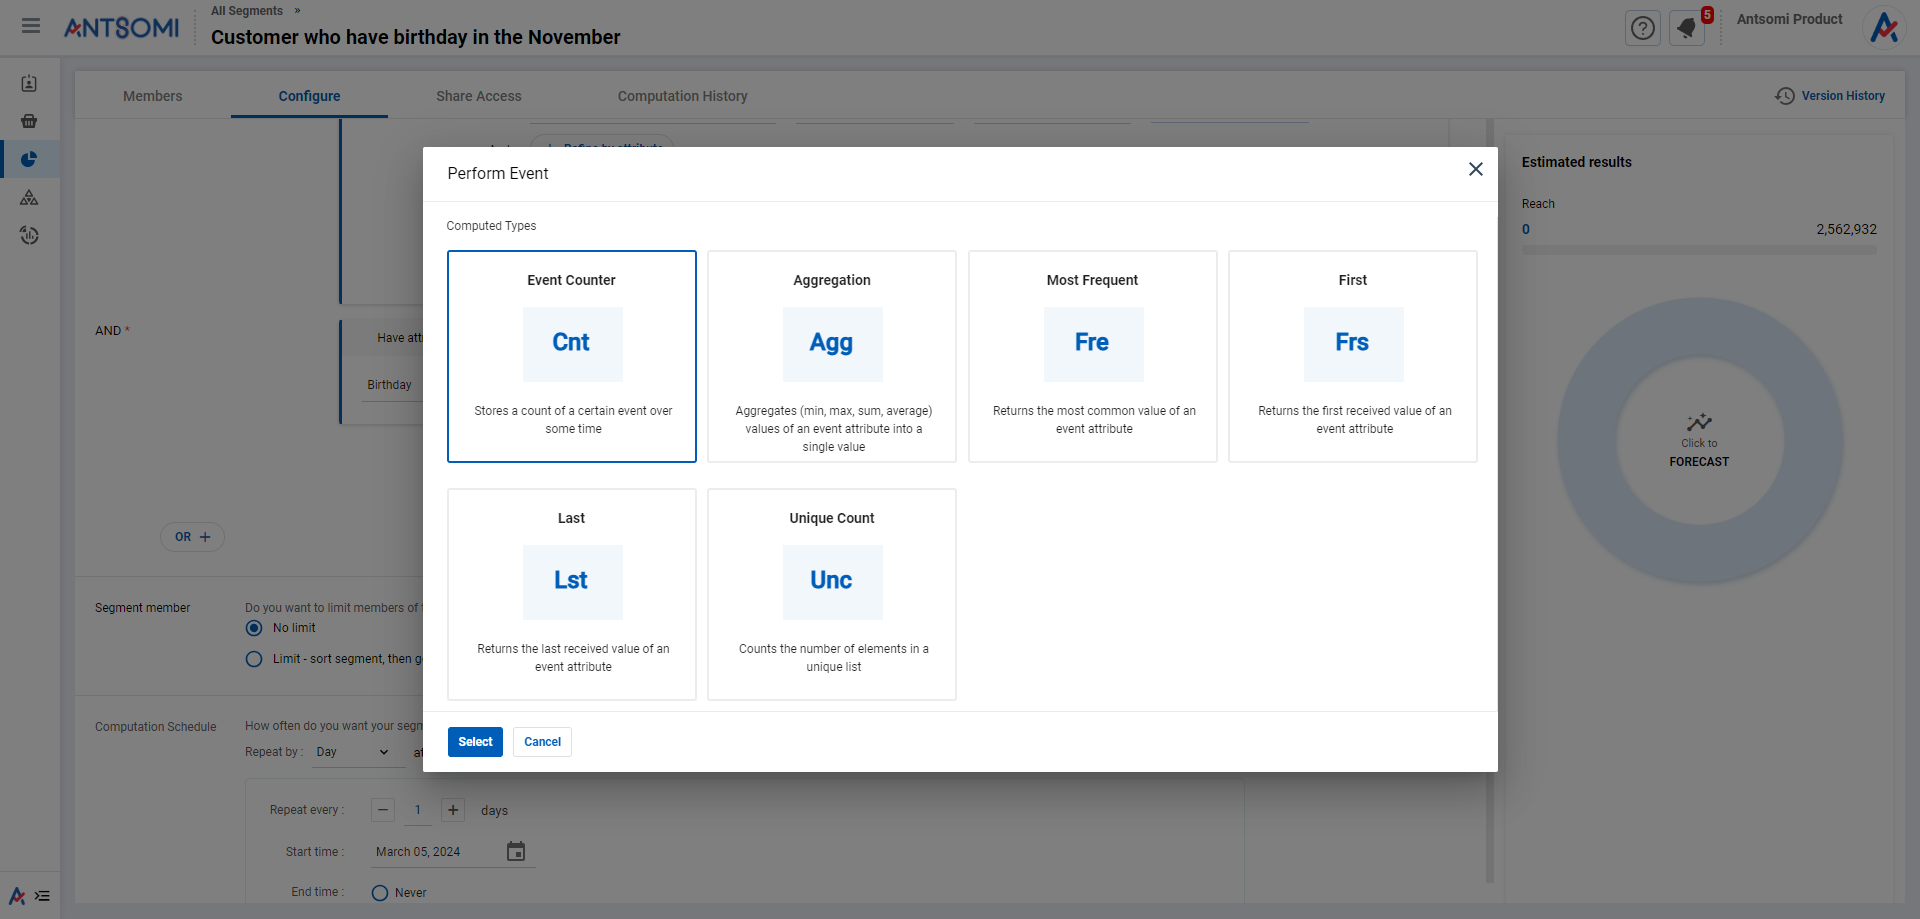 ANTSOMI
All Segments »
Customer who have birthday in the November
5
Antsomi Product
Members
Configure
Share Access
Computation History
Version History
AND *
Birthday
OR +
Segment member
Do you want to limit members of
No limit
Limit - sort segment, then
Computation Schedule
How often do you want your
Repeat by :
Day
Repeat every :
1
days
Start time :
March 05, 2024
End time :
Never
Have
Perform Event
Computed Types
Event Counter
Cnt
Stores a count of a certain event over
some time
Aggregation
Agg
Aggregates (min, max, sum, average)
values of an event attribute into a
single value
Most Frequent
Fre
Returns the most common value of an
event attribute
First
Frs
Returns the first received value of an
event attribute
Last
Lst
Returns the last received value of an
event attribute
Unique Count
Unc
Counts the number of elements in a
unique list
Select
Cancel
Estimated results
Reach
0
2,562,932
Click to
FORECAST